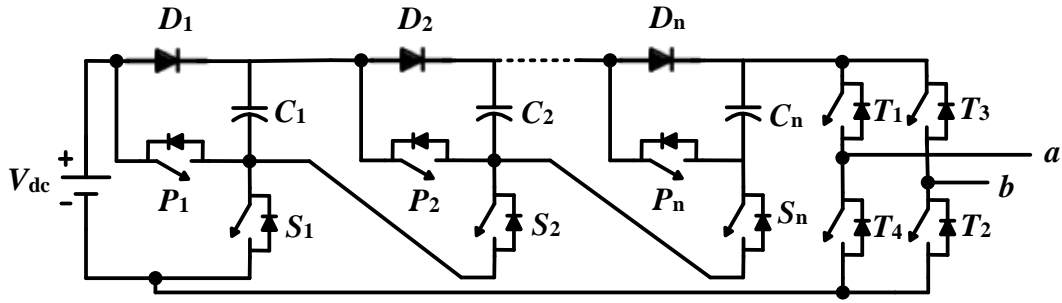 D1 D2 Dn
C1 C2 Cn T1 T3
a
+
Vdc P1 P2 Pn b
-
S1 S2 Sn T4 T2